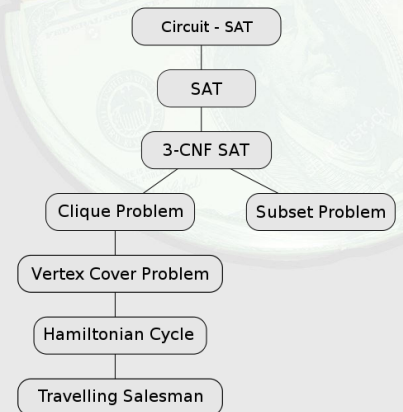 Circuit - SAT
SAT
3-CNF SAT
Clique Problem
Subset Problem
Vertex Cover Problem
Hamiltonian Cycle
Travelling Salesman